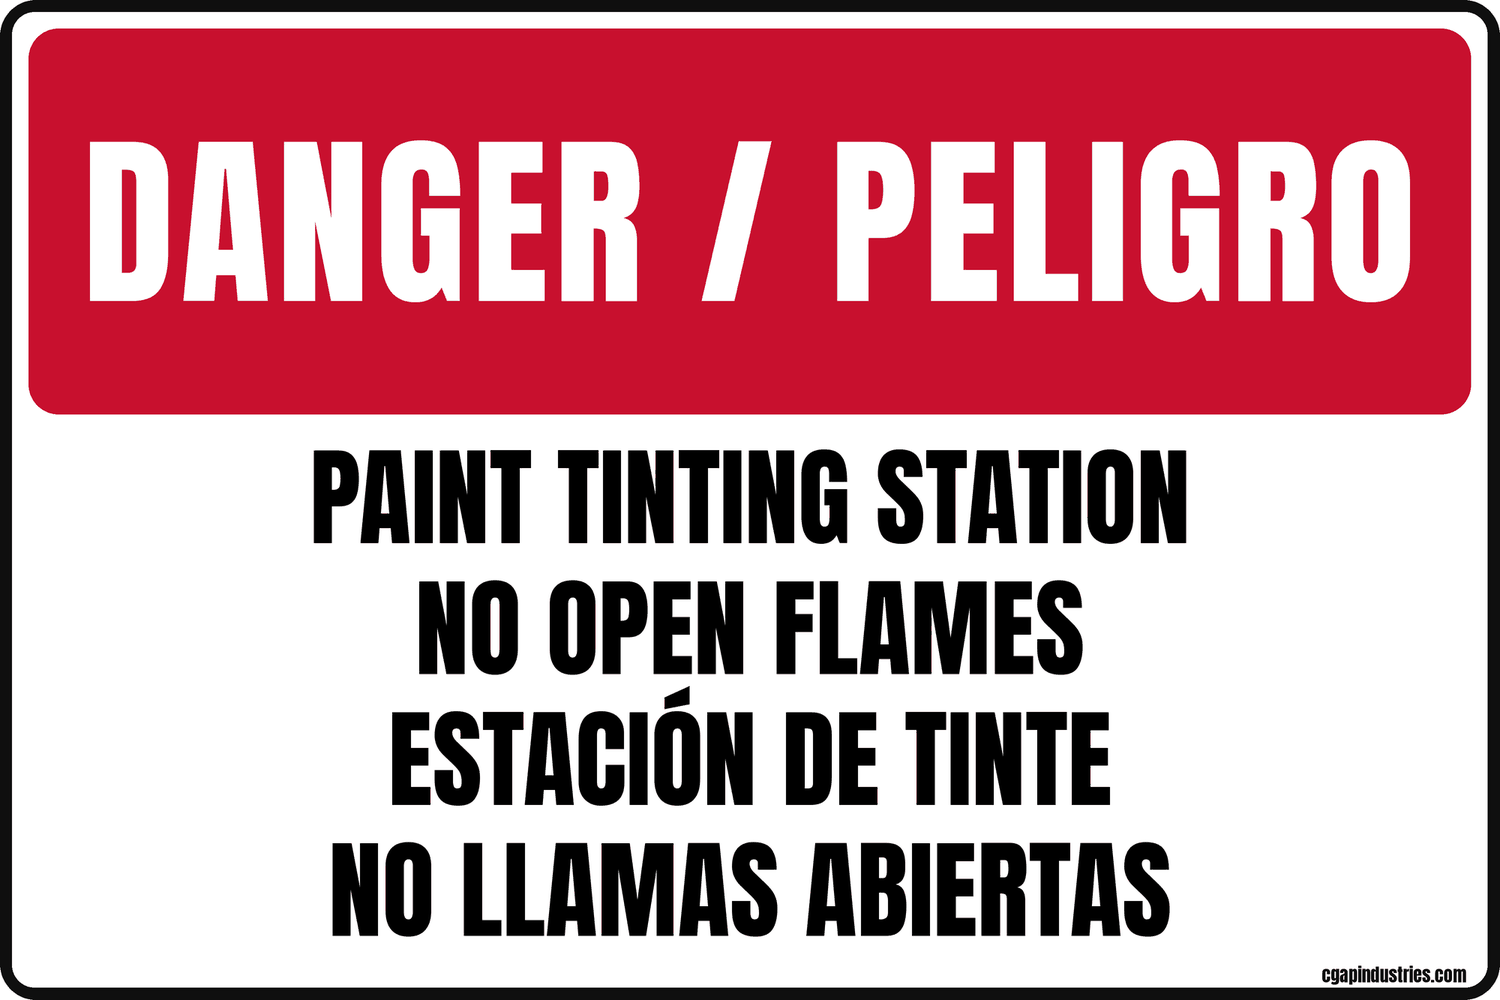 DANGER / PELIGRO
PAINT TINTING STATION
NO OPEN FLAMES
ESTACIÓN DE TINTE
NO LLAMAS ABIERTAS
cgapindustries.com